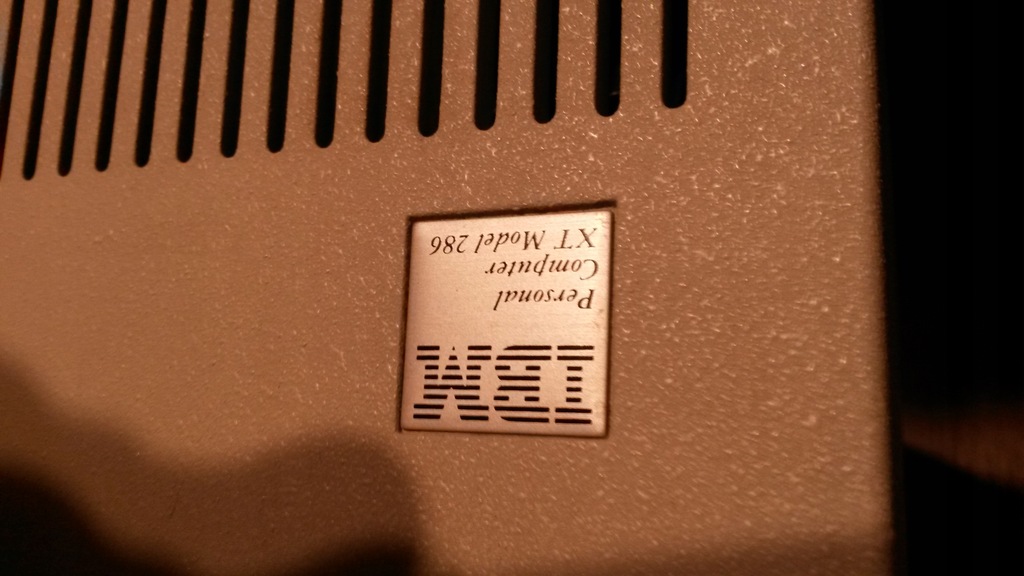 IBM
Personal
Computer
XT Model 286